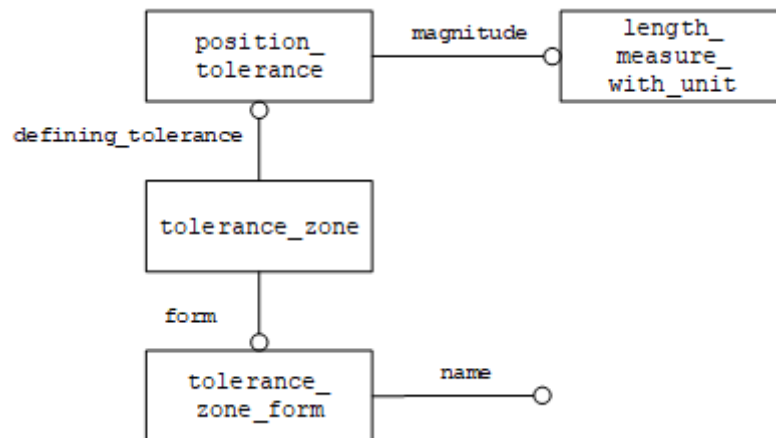 position_
tolerance
magnitude
length_
measure_
with_unit
defining_tolerance
tolerance_zone
form
tolerance_
zone_form
name